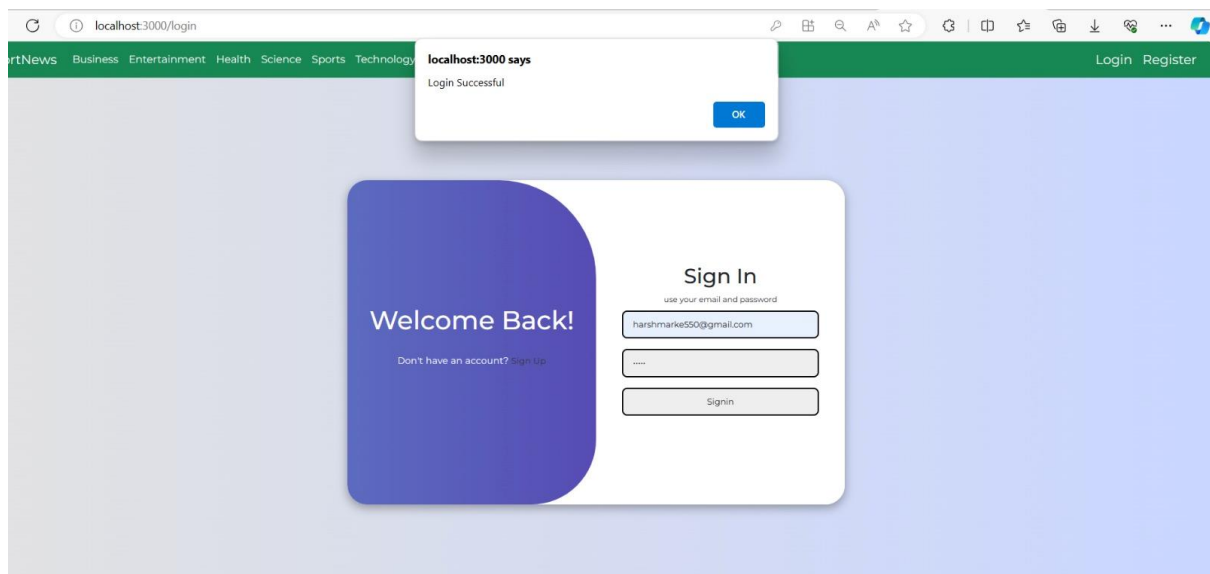 localhost:3000/login
rtNews Business Entertainment Health Science Sports Technology
Login Register
localhost:3000 says
Login Successful
OK
Welcome Back!
Don't have an account? Sign Up
Sign In
use your email and password
harshmarke550@gmail.com
.....
Signin